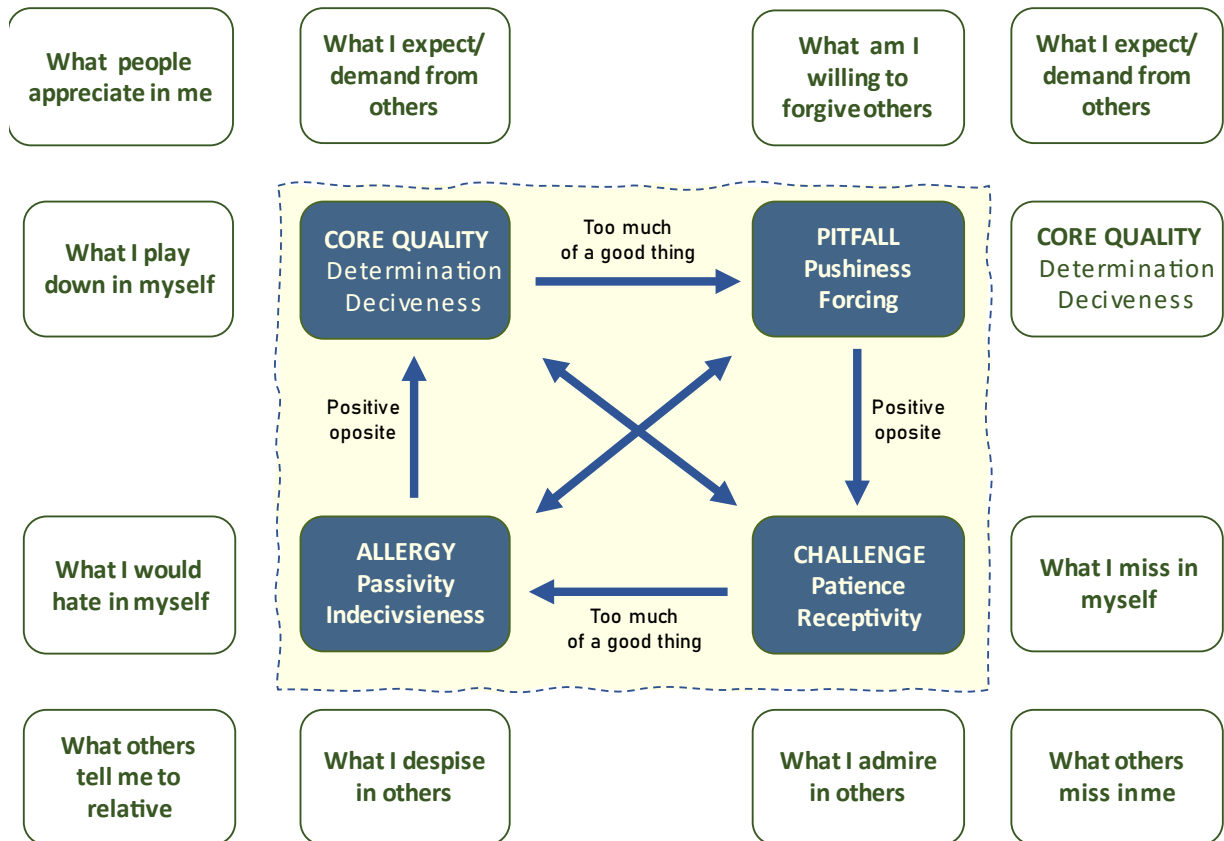 What people
appreciate in me
What I expect/
demand from
others
What am I
willing to
forgive others
What I expect/
demand from
others
What I play
down in myself
CORE QUALITY
Determination
Deciveness
Too much
of a good thing
PITFALL
Pushiness
Forcing
CORE QUALITY
Determination
Deciveness
Positive
oposite
Positive
oposite
What I would
hate in myself
ALLERGY
Passivity
Indecivsieness
Too much
of a good thing
CHALLENGE
Patience
Receptivity
What I miss in
myself
What others
tell me to
relative
What I despise
in others
What I admire
in others
What others
miss in me